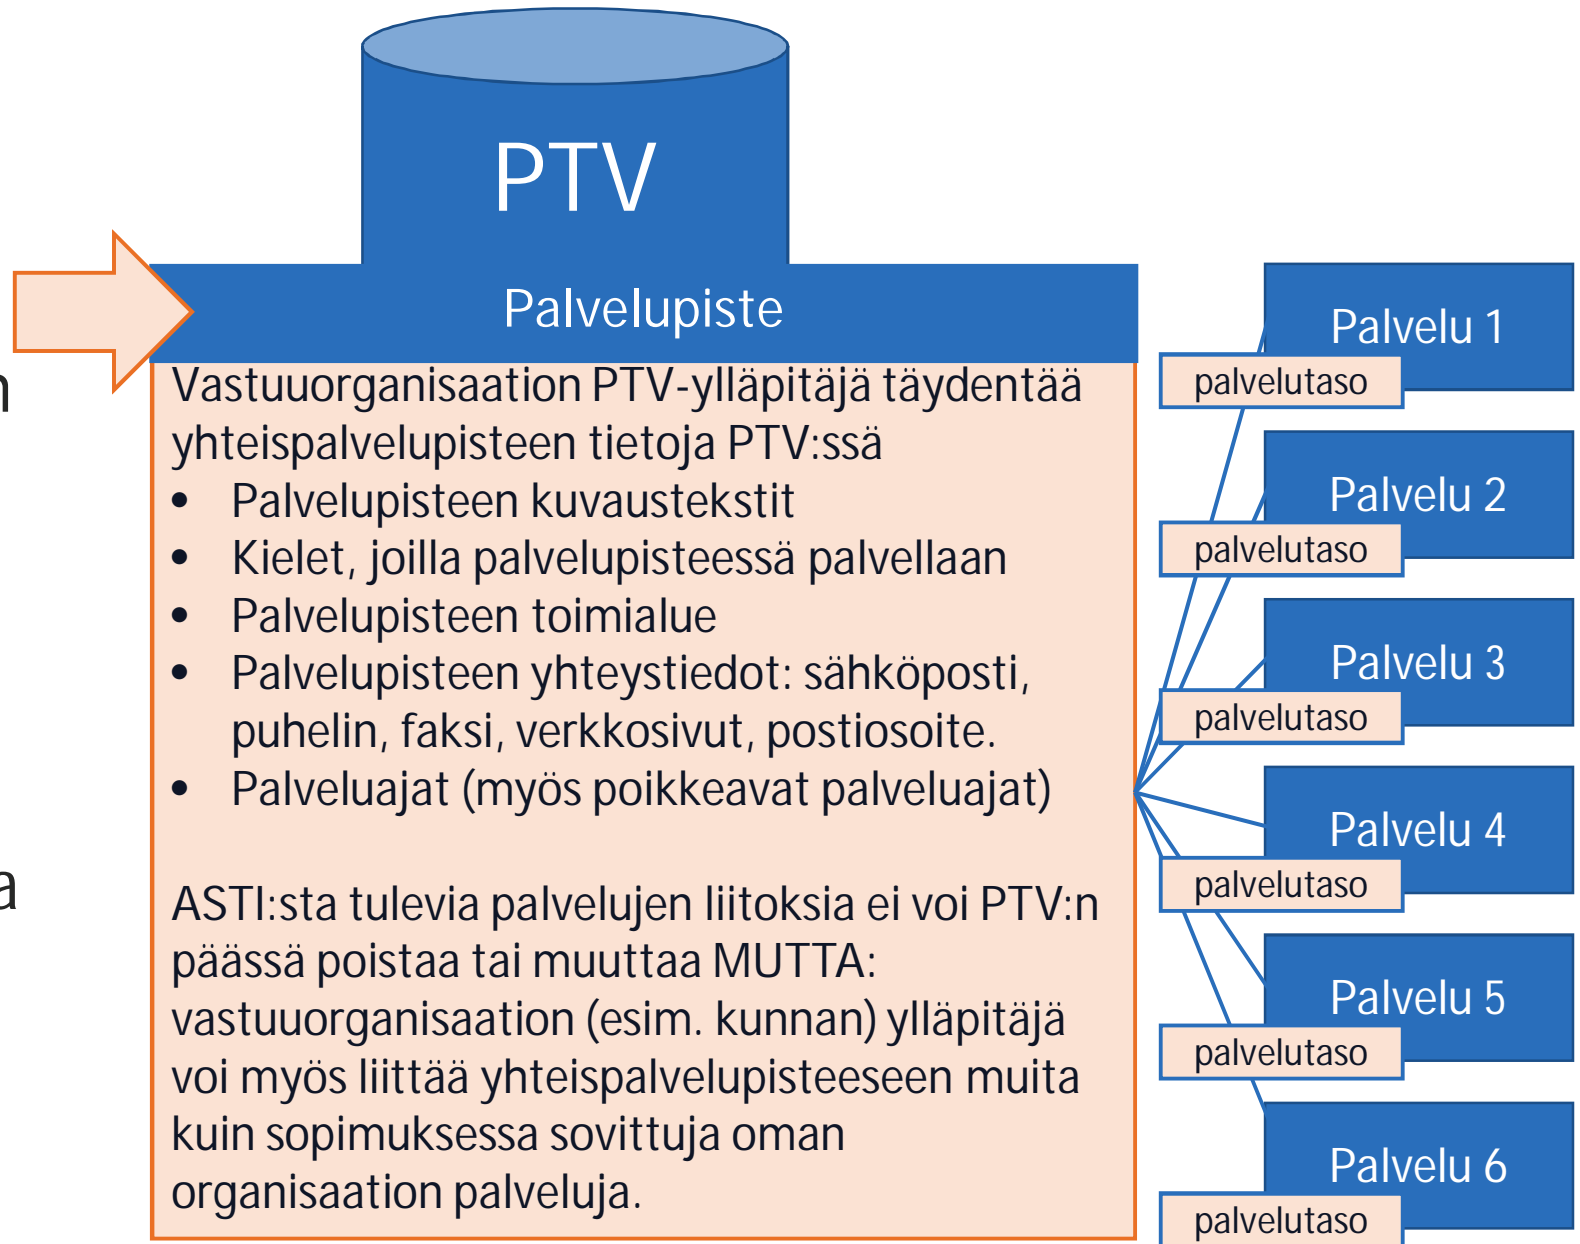 PTV
Palvelupiste
n
a
Vastuuorganisaation PTV-ylläpitäjä täydentää
yhteispalvelupisteen tietoja PTV:ssä
• Palvelupisteen kuvaustekstit
• Kielet, joilla palvelupisteessä palvellaan
• Palvelupisteen toimialue
• Palvelupisteen yhteystiedot: sähköposti,
puhelin, faksi, verkkosivut, postiosoite.
• Palveluajat (myös poikkeavat palveluajat)
ASTI:sta tulevia palvelujen liitoksia ei voi PTV:n
päässä poistaa tai muuttaa MUTTA:
vastuuorganisaation (esim. kunnan) ylläpitäjä
voi myös liittää yhteispalvelupisteeseen muita
kuin sopimuksessa sovittuja oman
organisaation palveluja.
Palvelu 1
palvelutaso
Palvelu 2
palvelutaso
Palvelu 3
palvelutaso
Palvelu 4
palvelutaso
Palvelu 5
palvelutaso
Palvelu 6
palvelutaso